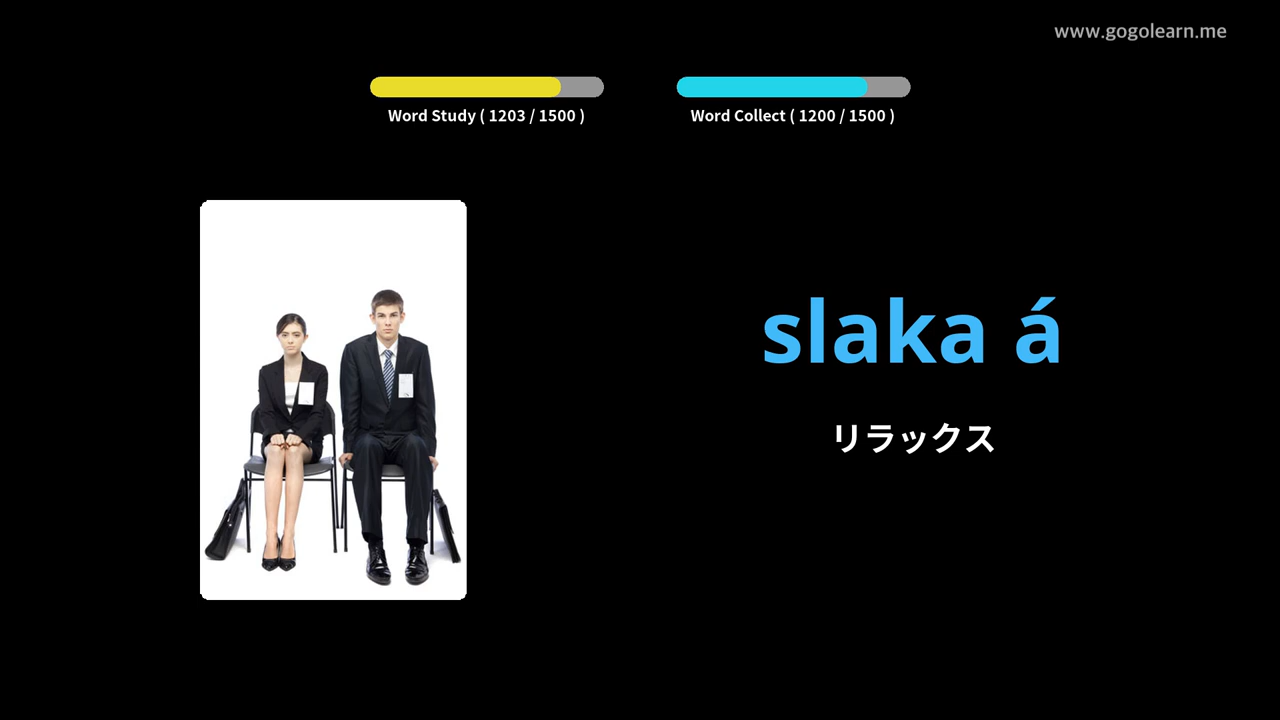 www.gogolearn.me
Word Study ( 1203 / 1500 )
Word Collect ( 1200 / 1500 )
slaka á
リラックス